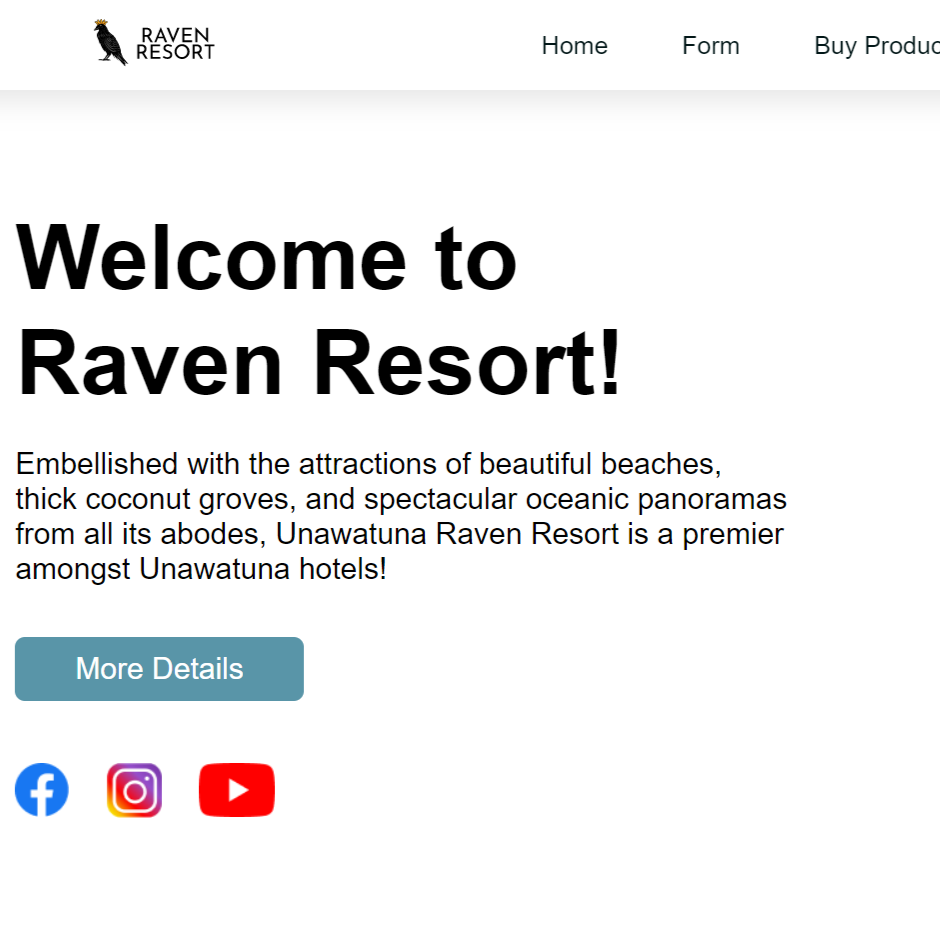 RAVEN
RESORT
Home Form Buy Produc
Welcome to
Raven Resort!
Embellished with the attractions of beautiful beaches,
thick coconut groves, and spectacular oceanic panoramas
from all its abodes, Unawatuna Raven Resort is a premier
amongst Unawatuna hotels!
More Details